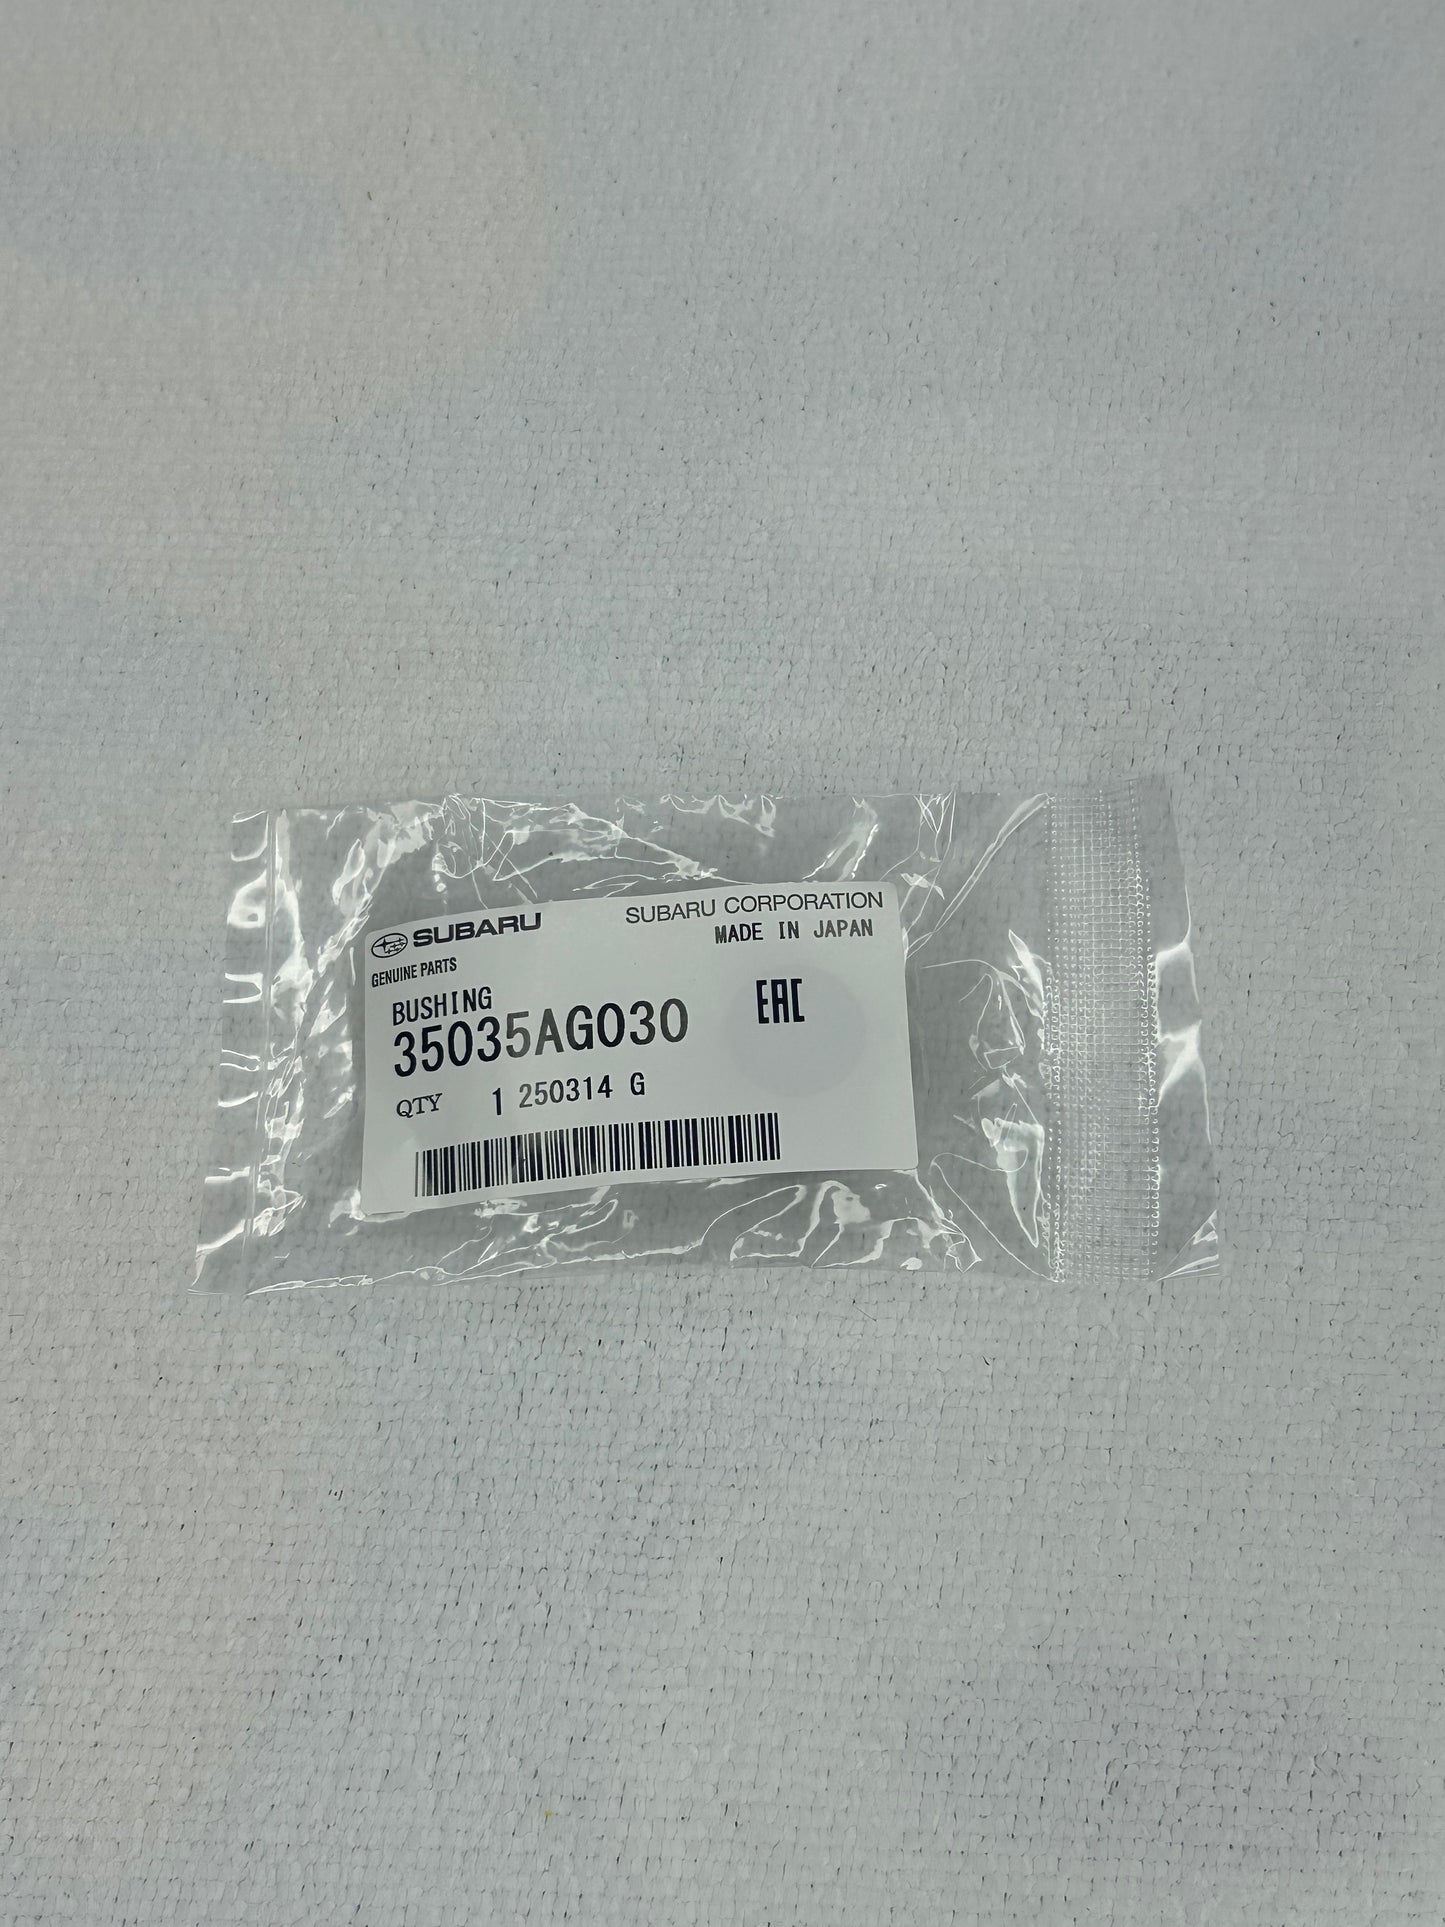 SUBARU
SUBARU CORPORATION
GENUINE PARTS
MADE IN JAPAN
BUSHING
EAC
35035AG030
QTY 1 250314 G